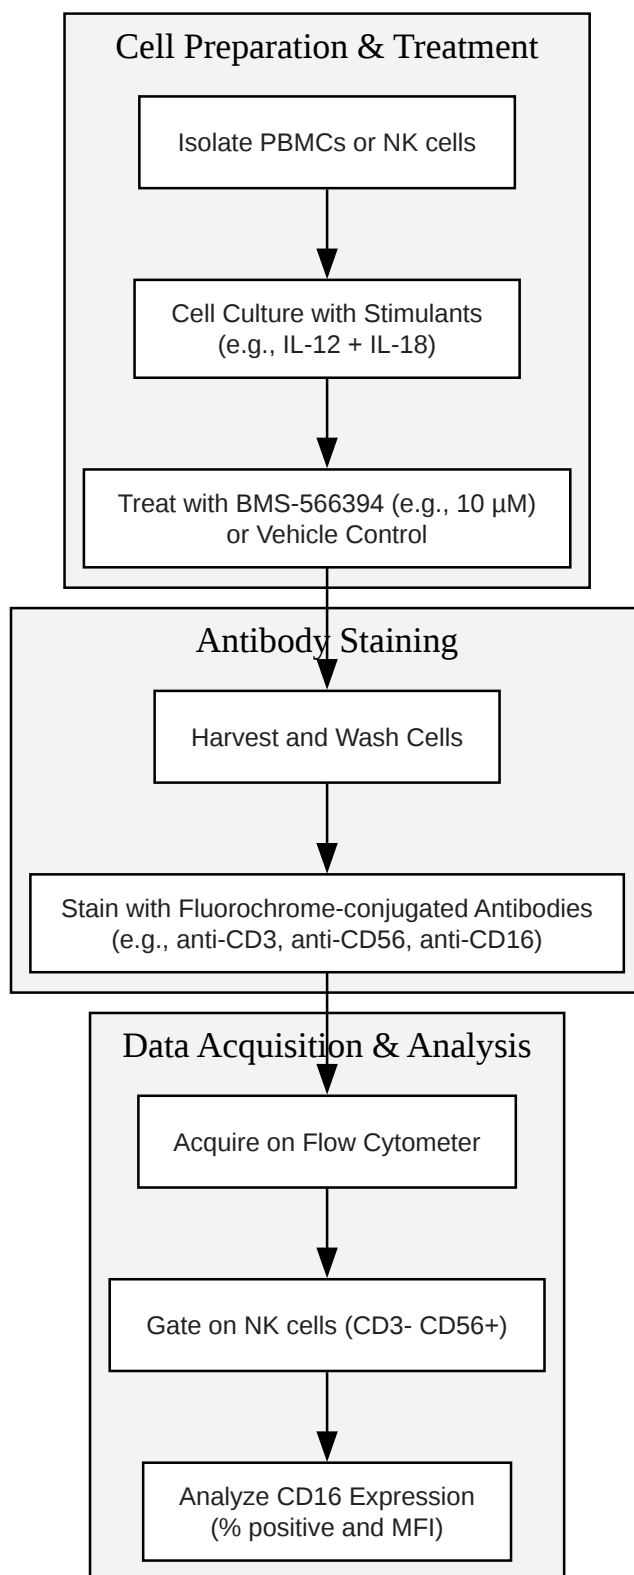 Cell Preparation & Treatment
Isolate PBMCs or NK cells
Cell Culture with Stimulants
(e.g., IL-12 + IL-18)
Treat with BMS-566394 (e.g., 10 µM)
or Vehicle Control
Antibody Staining
Harvest and Wash Cells
Stain with Fluorochrome-conjugated Antibodies
(e.g., anti-CD3, anti-CD56, anti-CD16)
Data Acquisition & Analysis
Acquire on Flow Cytometer
Gate on NK cells (CD3- CD56+)
Analyze CD16 Expression
(% positive and MFI)